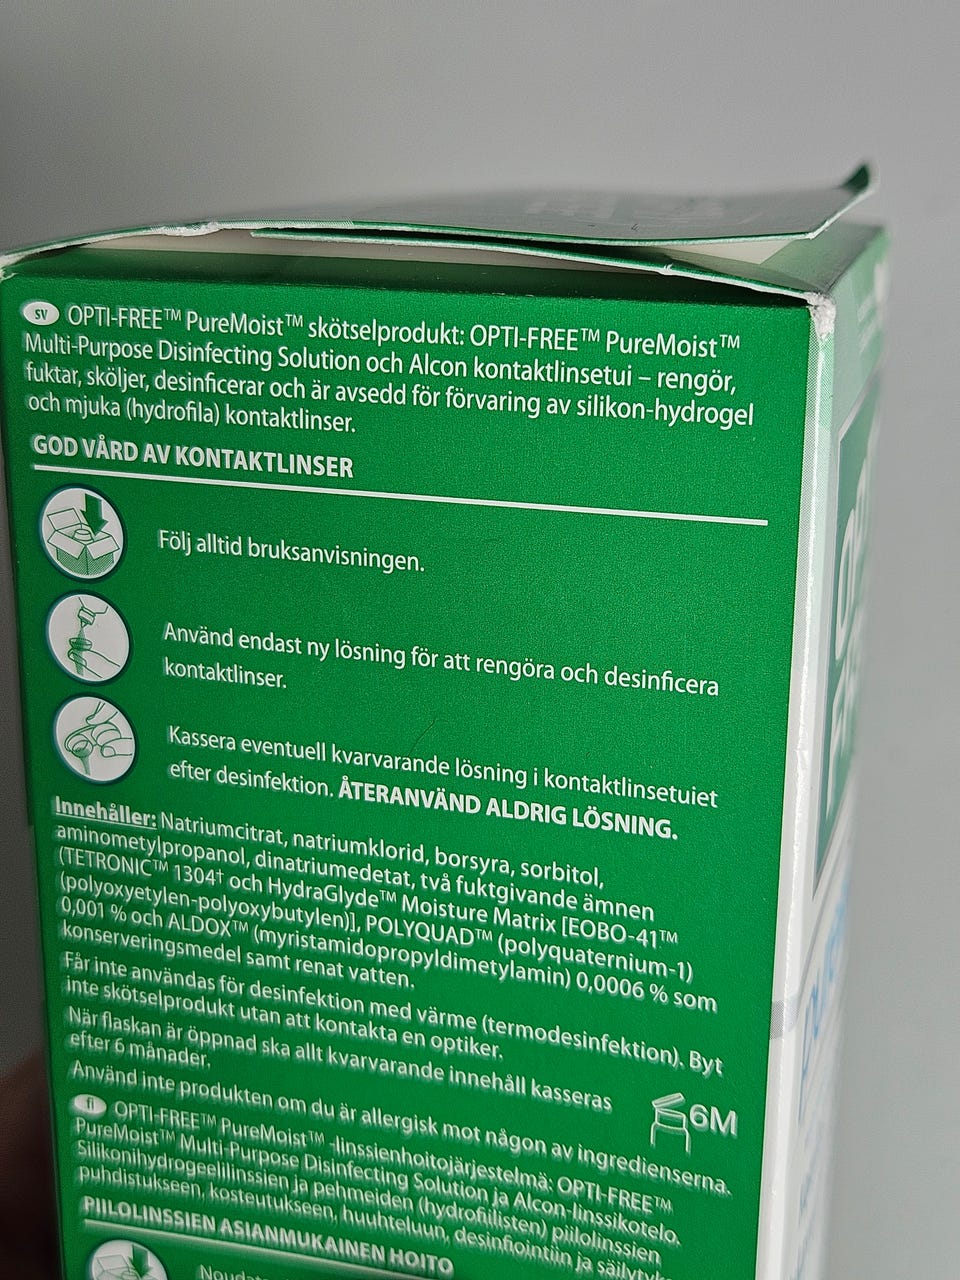 sv OPTI-FREE™ PureMoist™ skötselprodukt: OPTI-FREE™ PureMoist™
Multi-Purpose Disinfecting Solution och Alcon kontaktlinsetui – rengör,
fuktar, sköljer, desinficerar och är avsedd för förvaring av silikon-hydrogel
och mjuka (hydrofila) kontaktlinser.
GOD VÅRD AV KONTAKTLINSER
Följ alltid bruksanvisningen.
Använd endast ny lösning för att rengöra och desinficera
kontaktlinser.
Kassera eventuell kvarvarande lösning i kontaktlinsetuiet
efter desinfektion. ÅTERANVÄND ALDRIG LÖSNING.
Innehåller: Natriumcitrat, natriumklorid, borsyra, sorbitol,
aminometylpropanol, dinatriumedetat, två fuktgivande ämnen
(TETRONIC™ 1304† och HydraGlyde™ Moisture Matrix [EOBO-41™
(polyoxyetylen-polyoxybutylen)], POLYQUAD™ (polyquaternium-1)
0,001 % och ALDOX™ (myristamidopropyldimetylamin) 0,0006 % som
konserveringsmedel samt renat vatten.
Får inte användas för desinfektion med värme (termodesinfektion). Byt
inte skötselprodukt utan att kontakta en optiker.
När flaskan är öppnad ska allt kvarvarande innehåll kasseras
efter 6 månader.
6M
Använd inte produkten om du är allergisk mot någon av ingredienserna.
fi OPTI-FREE™ PureMoist™ -linssienhoitojärjestelmä: OPTI-FREE™
PureMoist™ Multi-Purpose Disinfecting Solution ja Alcon-linssikotelo.
Silikonihydrogeelilinssien ja pehmeiden (hydrofiilisten) piilolinssien
puhdistukseen, kosteutukseen, huuhteluun, desinfiointiin ja
PIILOLINSSIEN ASIANMUKAINEN HOITO